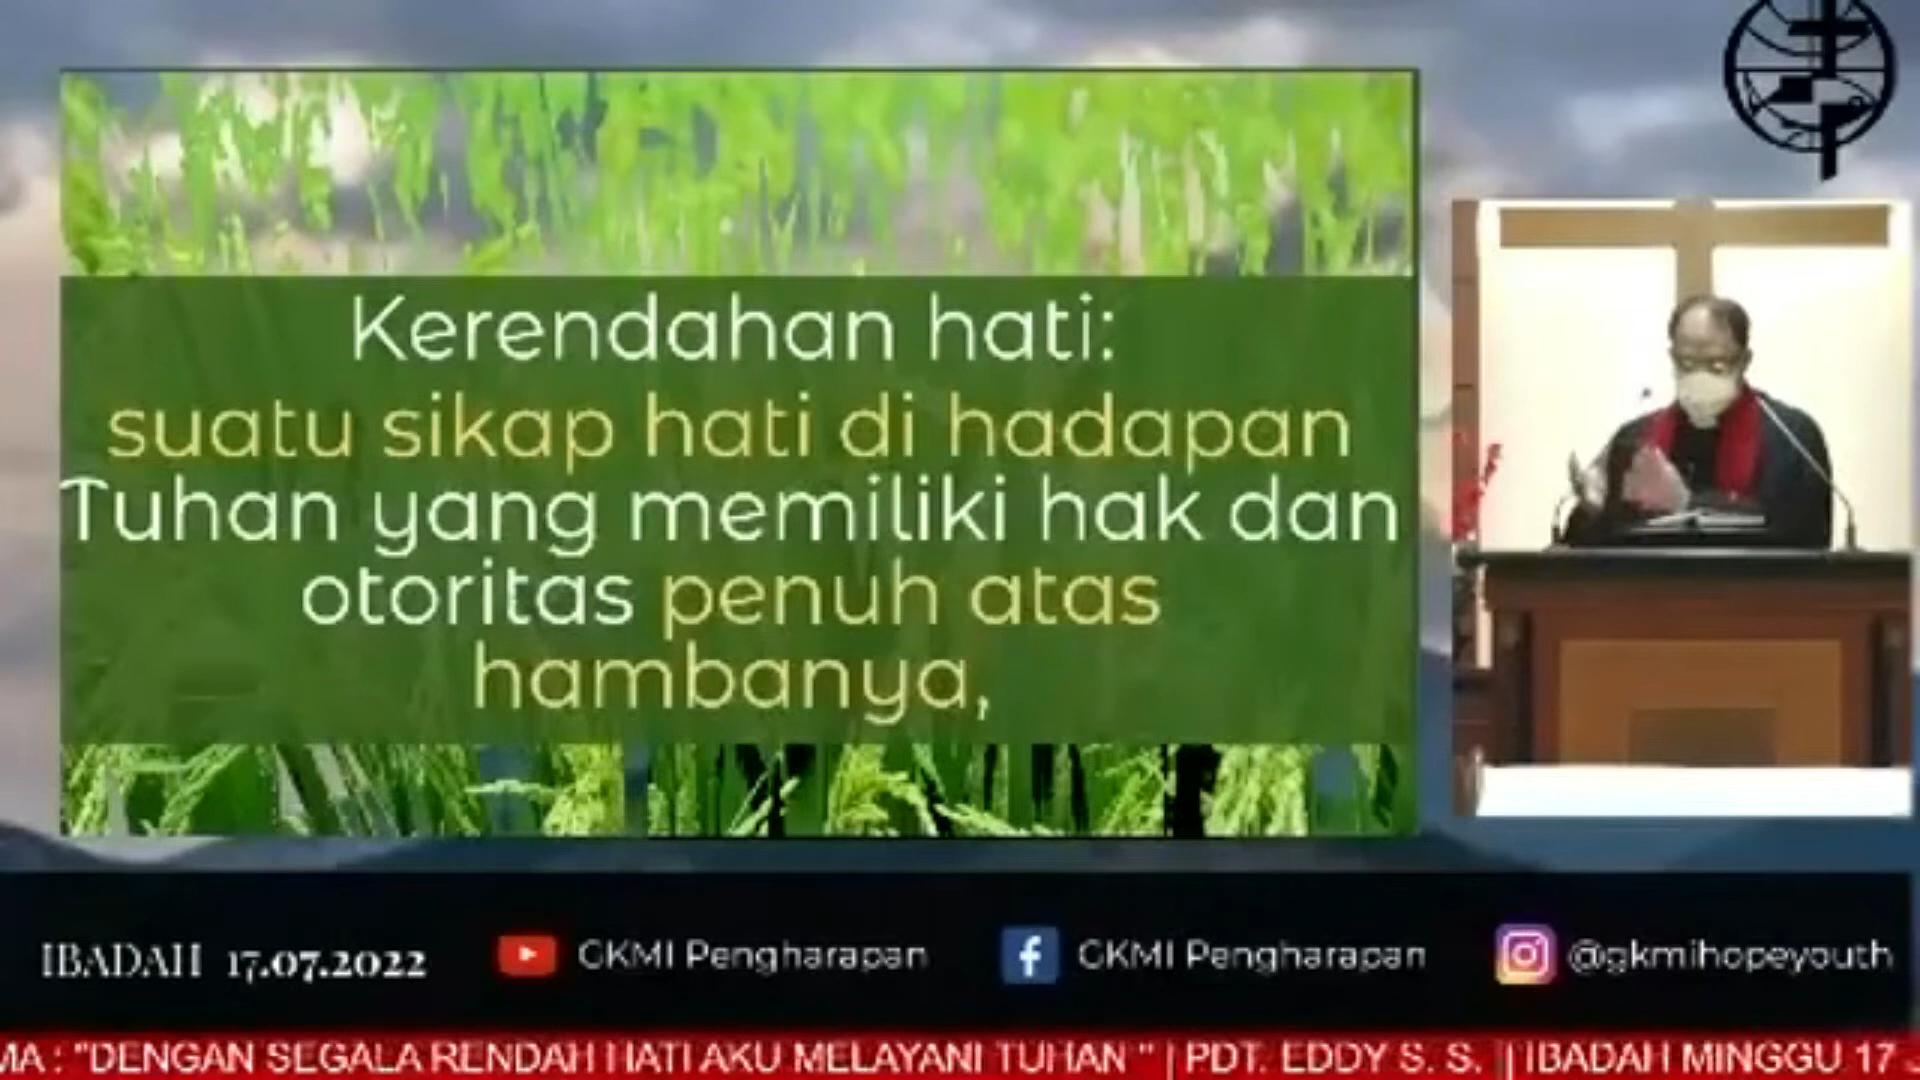 Kerendahan hati:
suatu sikap hati di hadapan
Tuhan yang memiliki hak dan
otoritas penuh atas
hambanya,
IBADAH 17.07.2022
GKMI Pengharapan
GKMI Pengharapan
@gkmihopeyouth
MA : "DENGAN SEGALA RENDAH HATI AKU MELAYANI TUHAN " | PDT. EDDY S. S. || IBADAH MINGGU 17